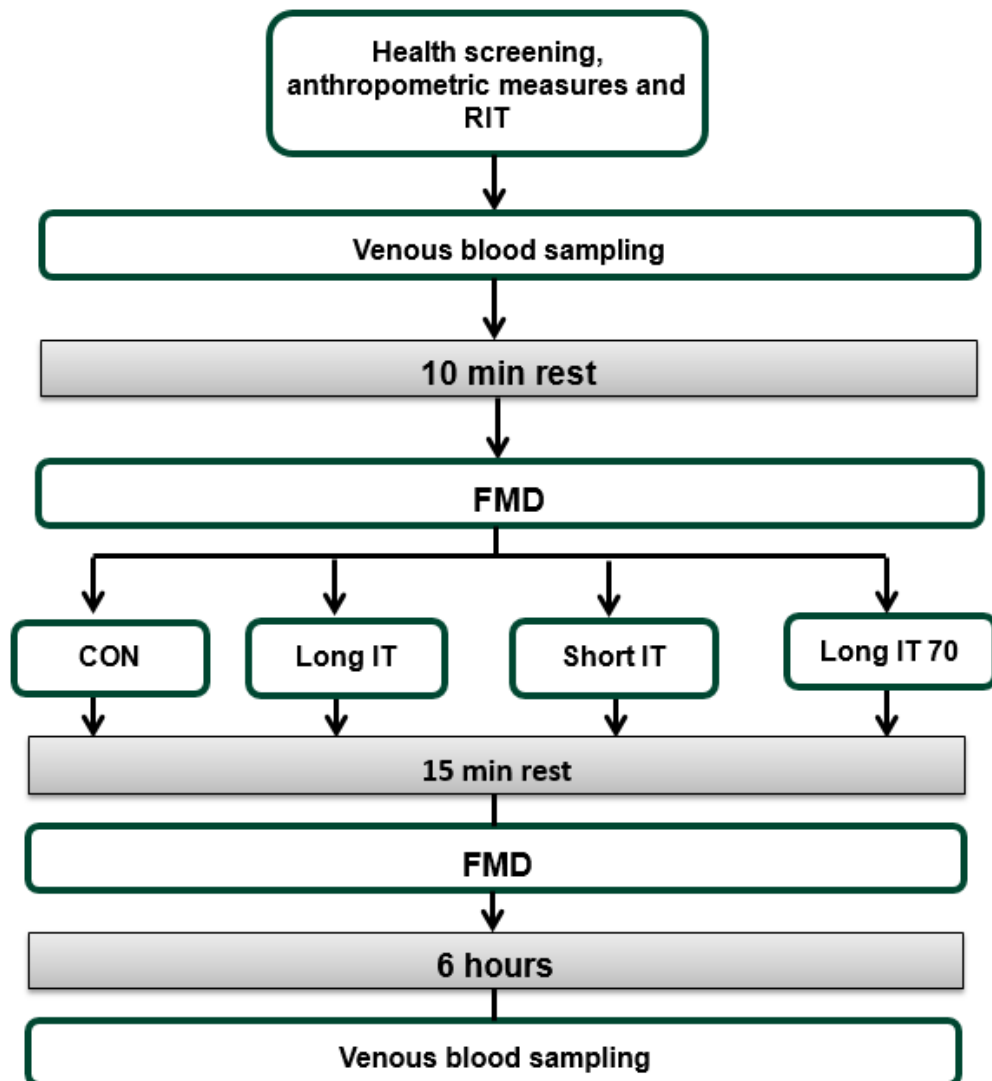 Health screening,
anthropometric measures and
RIT
Venous blood sampling
10 min rest
FMD
CON
Long IT
Short IT
Long IT 70
15 min rest
FMD
6 hours
Venous blood sampling